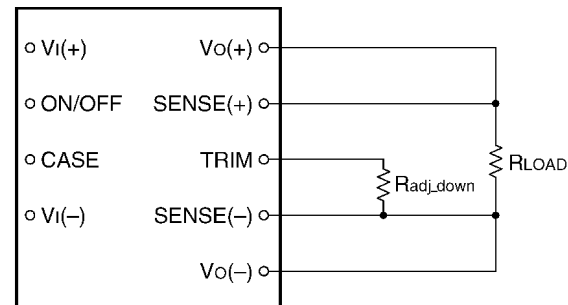 VI(+) VO(+)
ON/OFF SENSE(+)
CASE TRIM
RLOAD
Radj_down
VI(–) SENSE(–)
VO(–)